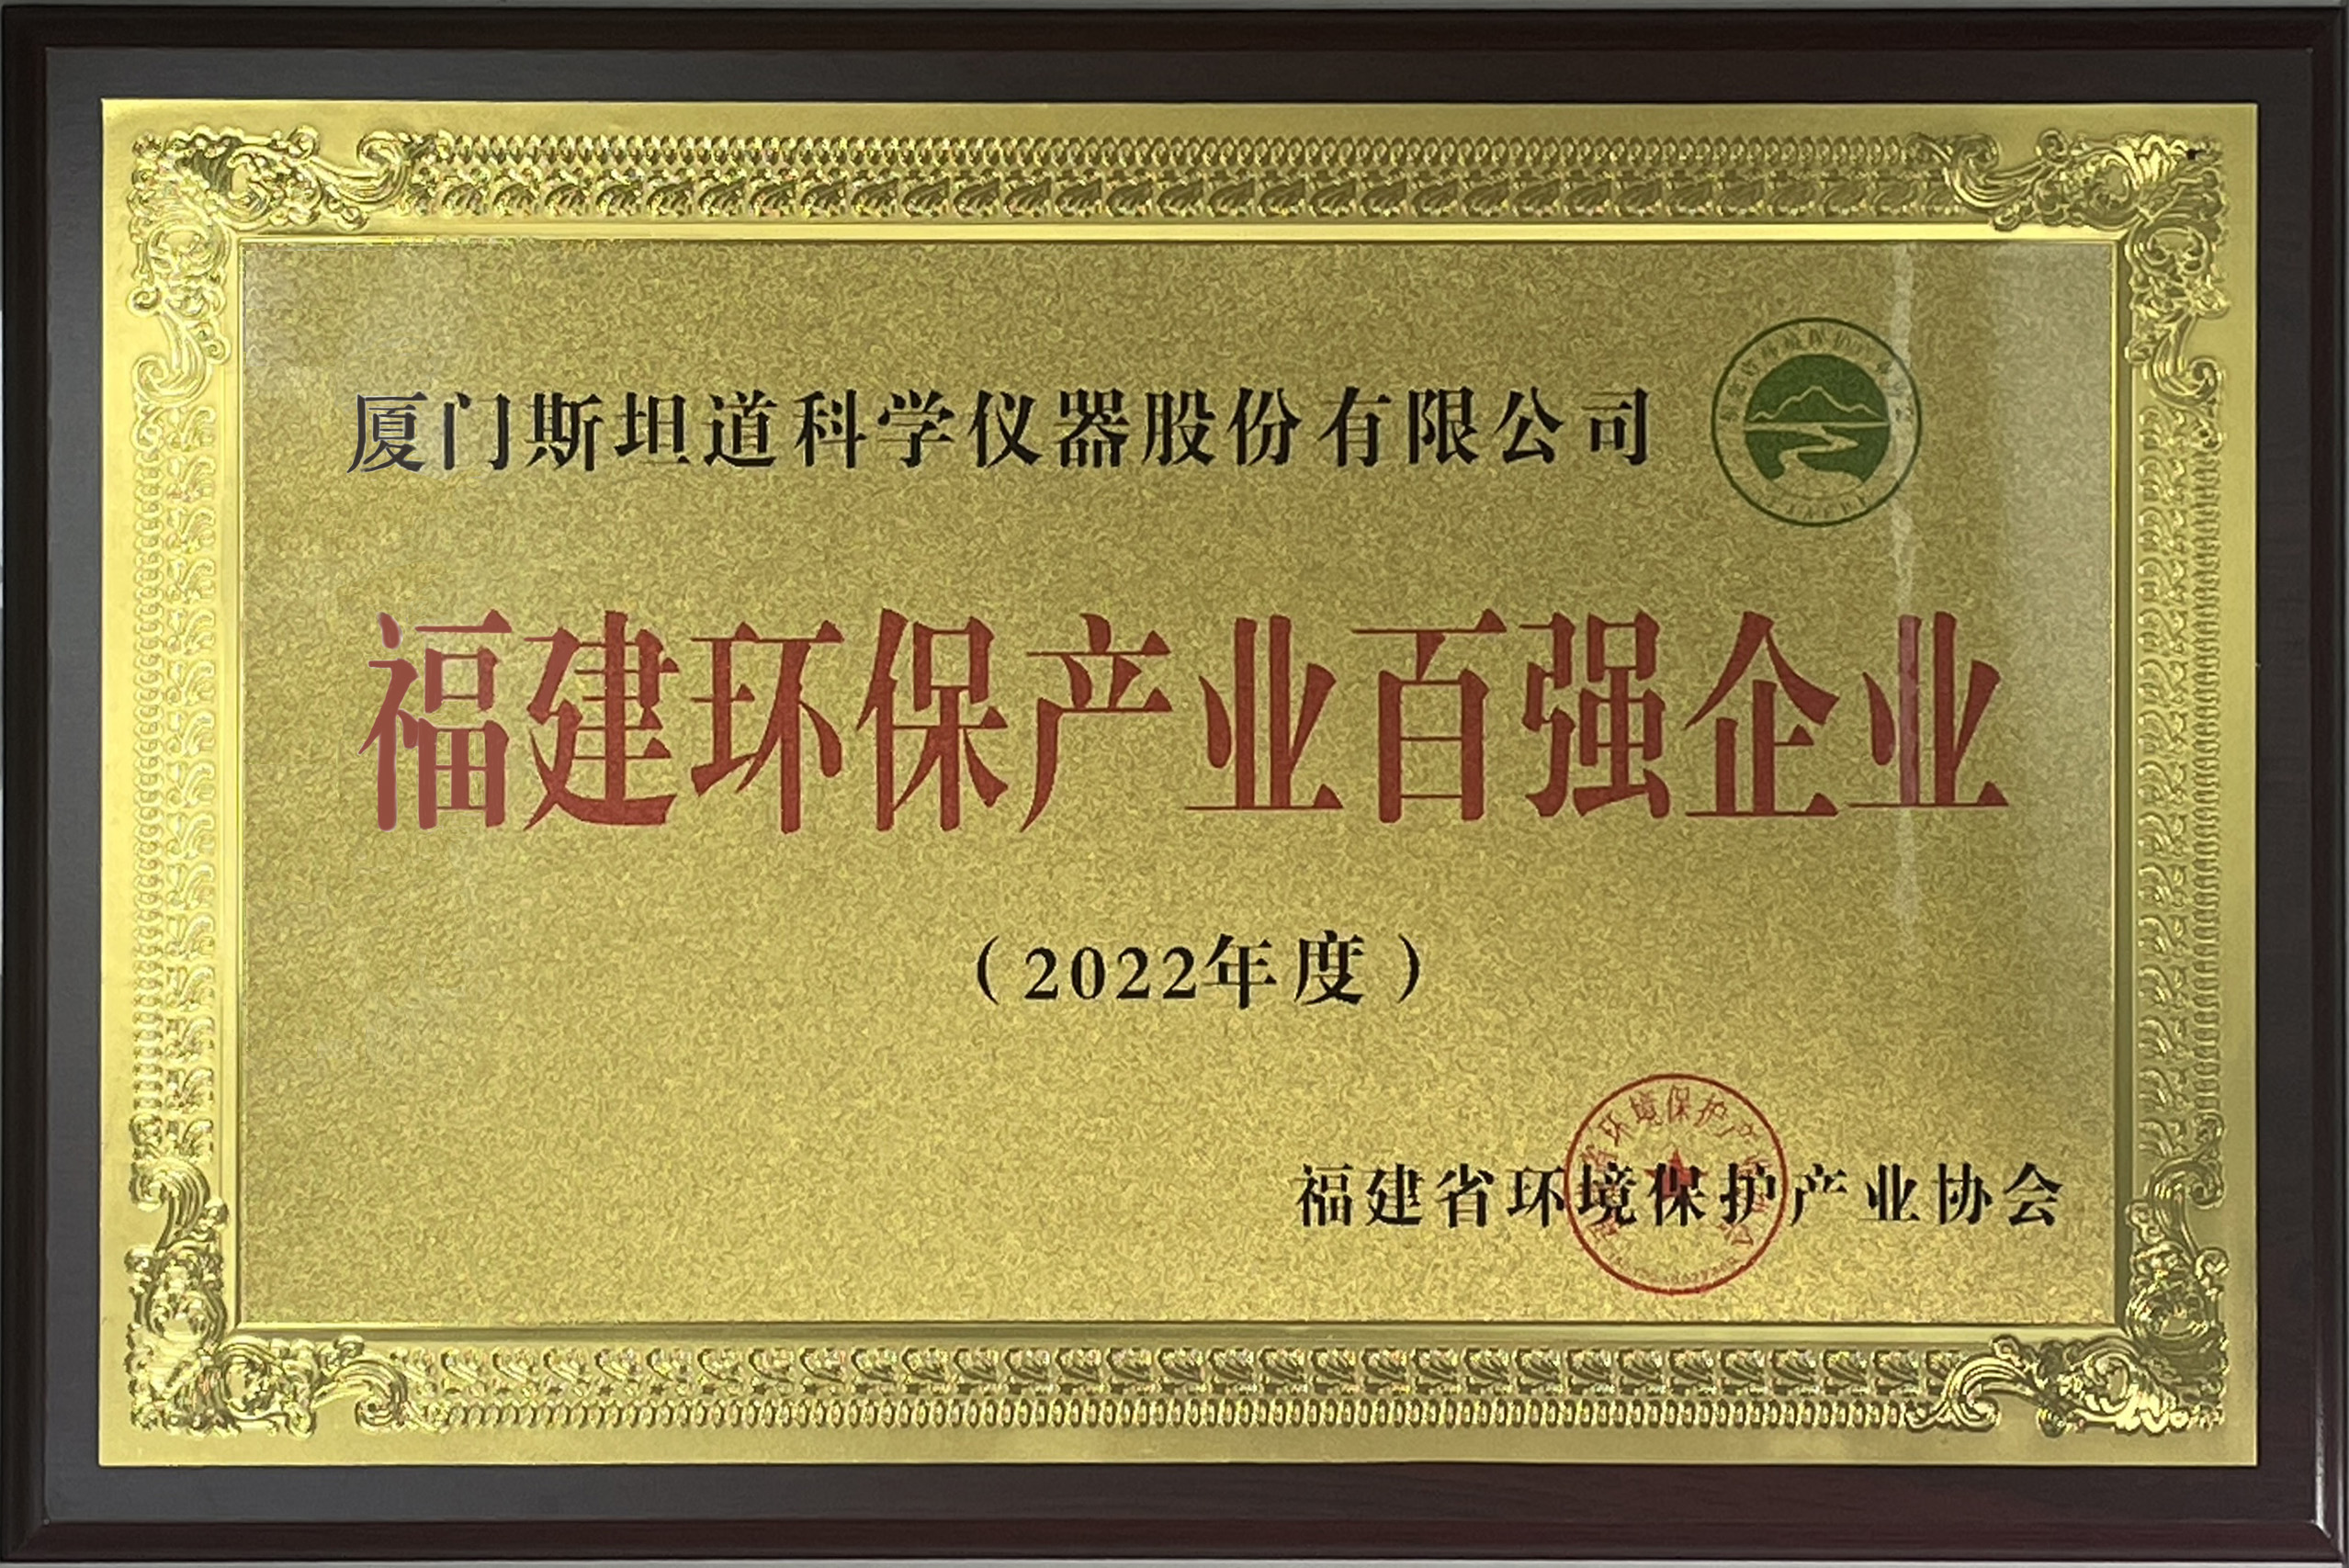 厦门斯坦道科学仪器股份有限公司
福建环保产业百强企业
（2022年度）
福建省环境保护产业协会